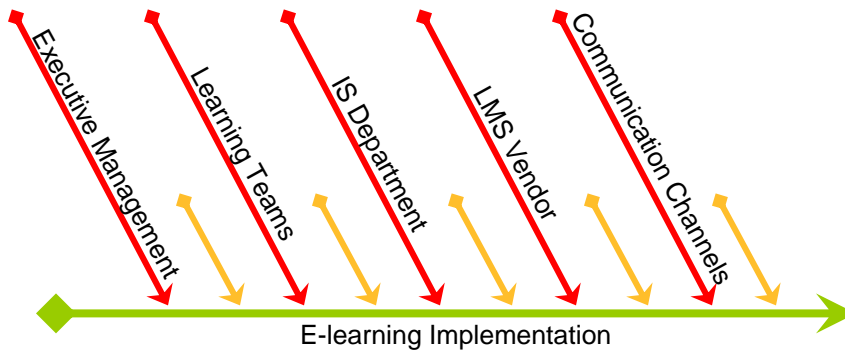 Executive Management
Learning Teams
IS Department
LMS Vendor
Communication Channels
E-learning Implementation